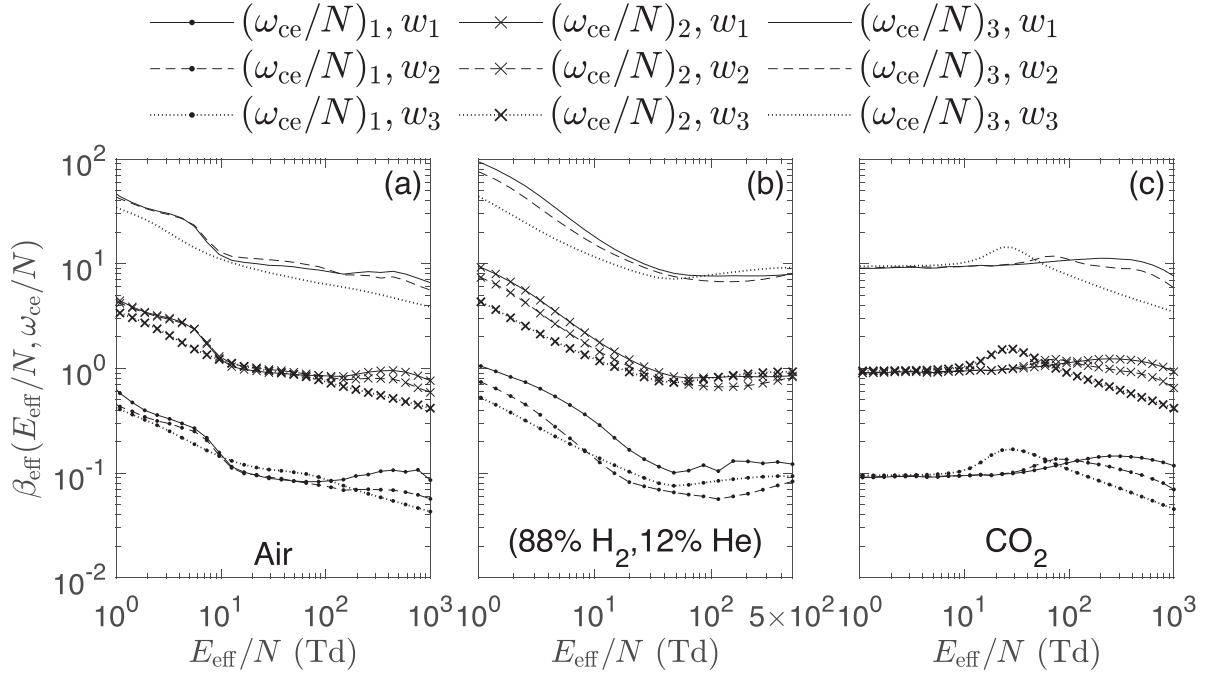 (ω_ce/N)_1, w_1 (ω_ce/N)_2, w_1 (ω_ce/N)_3, w_1
(ω_ce/N)_1, w_2 (ω_ce/N)_2, w_2 (ω_ce/N)_3, w_2
(ω_ce/N)_1, w_3 (ω_ce/N)_2, w_3 (ω_ce/N)_3, w_3
β_eff(E_eff/N, ω_ce/N)
10^2
10^1
10^0
10^-1
10^-2
(a) (b) (c)
Air (88% H_2,12% He) CO_2
10^0 10^1 10^2 10^3 10^0 10^1 10^2 5×10^2 10^0 10^1 10^2 10^3
E_eff/N (Td) E_eff/N (Td) E_eff/N (Td)